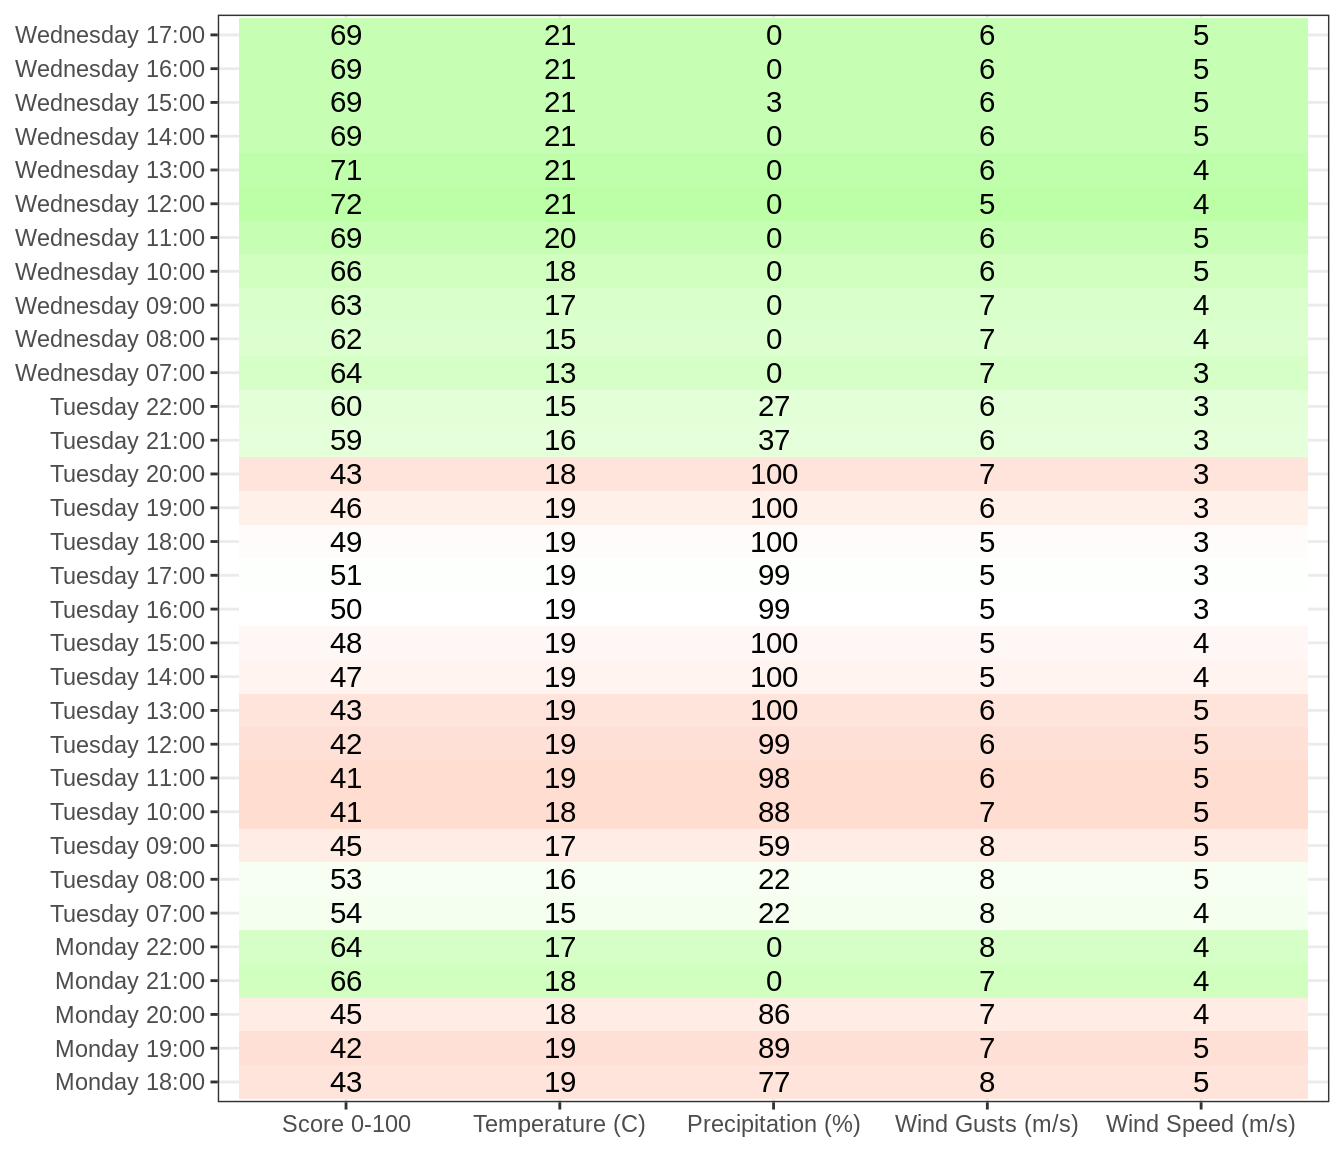 Wednesday 17:00 69 21 0 6 5
Wednesday 16:00 69 21 0 6 5
Wednesday 15:00 69 21 3 6 5
Wednesday 14:00 69 21 0 6 5
Wednesday 13:00 71 21 0 6 4
Wednesday 12:00 72 21 0 5 4
Wednesday 11:00 69 20 0 6 5
Wednesday 10:00 66 18 0 6 5
Wednesday 09:00 63 17 0 7 4
Wednesday 08:00 62 15 0 7 4
Wednesday 07:00 64 13 0 7 3
Tuesday 22:00 60 15 27 6 3
Tuesday 21:00 59 16 37 6 3
Tuesday 20:00 43 18 100 7 3
Tuesday 19:00 46 19 100 6 3
Tuesday 18:00 49 19 100 5 3
Tuesday 17:00 51 19 99 5 3
Tuesday 16:00 50 19 99 5 3
Tuesday 15:00 48 19 100 5 4
Tuesday 14:00 47 19 100 5 4
Tuesday 13:00 43 19 100 6 5
Tuesday 12:00 42 19 99 6 5
Tuesday 11:00 41 19 98 6 5
Tuesday 10:00 41 18 88 7 5
Tuesday 09:00 45 17 59 8 5
Tuesday 08:00 53 16 22 8 5
Tuesday 07:00 54 15 22 8 4
Monday 22:00 64 17 0 8 4
Monday 21:00 66 18 0 7 4
Monday 20:00 45 18 86 7 4
Monday 19:00 42 19 89 7 5
Monday 18:00 43 19 77 8 5
Score 0-100 Temperature (C) Precipitation (%) Wind Gusts (m/s) Wind Speed (m/s)